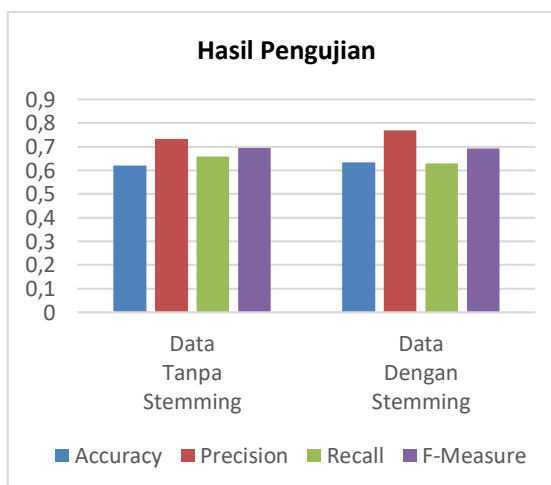 Hasil Pengujian
0,9
0,8
0,7
0,6
0,5
0,4
0,3
0,2
0,1
0
Data
Tanpa
Stemming
Data
Dengan
Stemming
Accuracy Precision Recall F-Measure